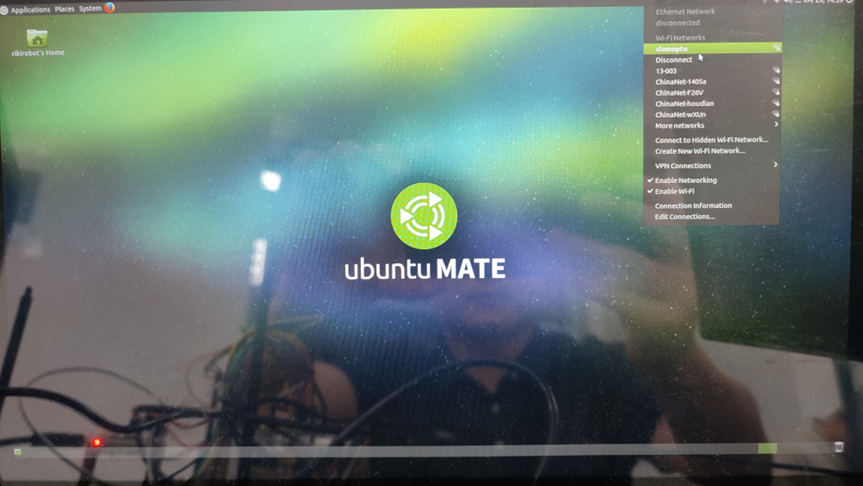 Applications Places System
rikirobot's Home
Ethernet Network
disconnected
Wi-Fi Networks
slamopto
Disconnect
13-003
ChinaNet-1405a
ChinaNet-F26V
ChinaNet-houdian
ChinaNet-wXUn
More networks
Connect to Hidden Wi-Fi Network...
Create New Wi-Fi Network...
VPN Connections
Enable Networking
Enable Wi-Fi
Connection Information
Edit Connections...
ubuntu MATE